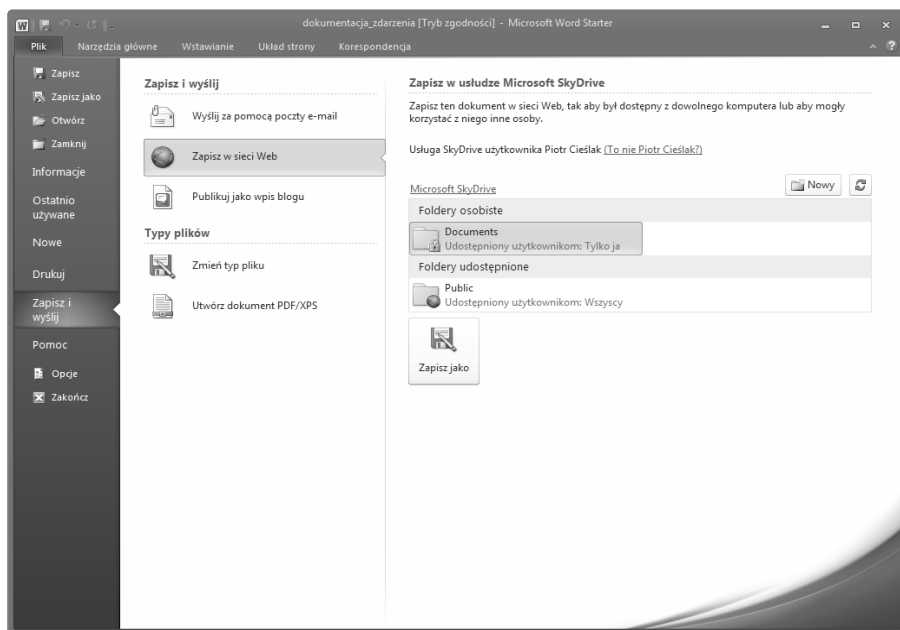 dokumentacja_zdarzenia [Tryb zgodności] - Microsoft Word Starter
Plik Narzędzia główne Wstawianie Układ strony Korespondencja
Zapisz
Zapisz jako
Otwórz
Zamknij
Informacje
Ostatnio
używane
Nowe
Drukuj
Zapisz i
wyślij
Pomoc
Opcje
Zakończ
Zapisz i wyślij
Wyślij za pomocą poczty e-mail
Zapisz w sieci Web
Publikuj jako wpis blogu
Typy plików
Zmień typ pliku
Utwórz dokument PDF/XPS
Zapisz w usłudze Microsoft SkyDrive
Zapisz ten dokument w sieci Web, tak aby był dostępny z dowolnego komputera lub aby mogły
korzystać z niego inne osoby.
Usługa SkyDrive użytkownika Piotr Cieślak (To nie Piotr Cieślak?)
Microsoft SkyDrive
Nowy
Foldery osobiste
Documents
Udostępniony użytkownikom: Tylko ja
Foldery udostępnione
Public
Udostępniony użytkownikom: Wszyscy
Zapisz jako